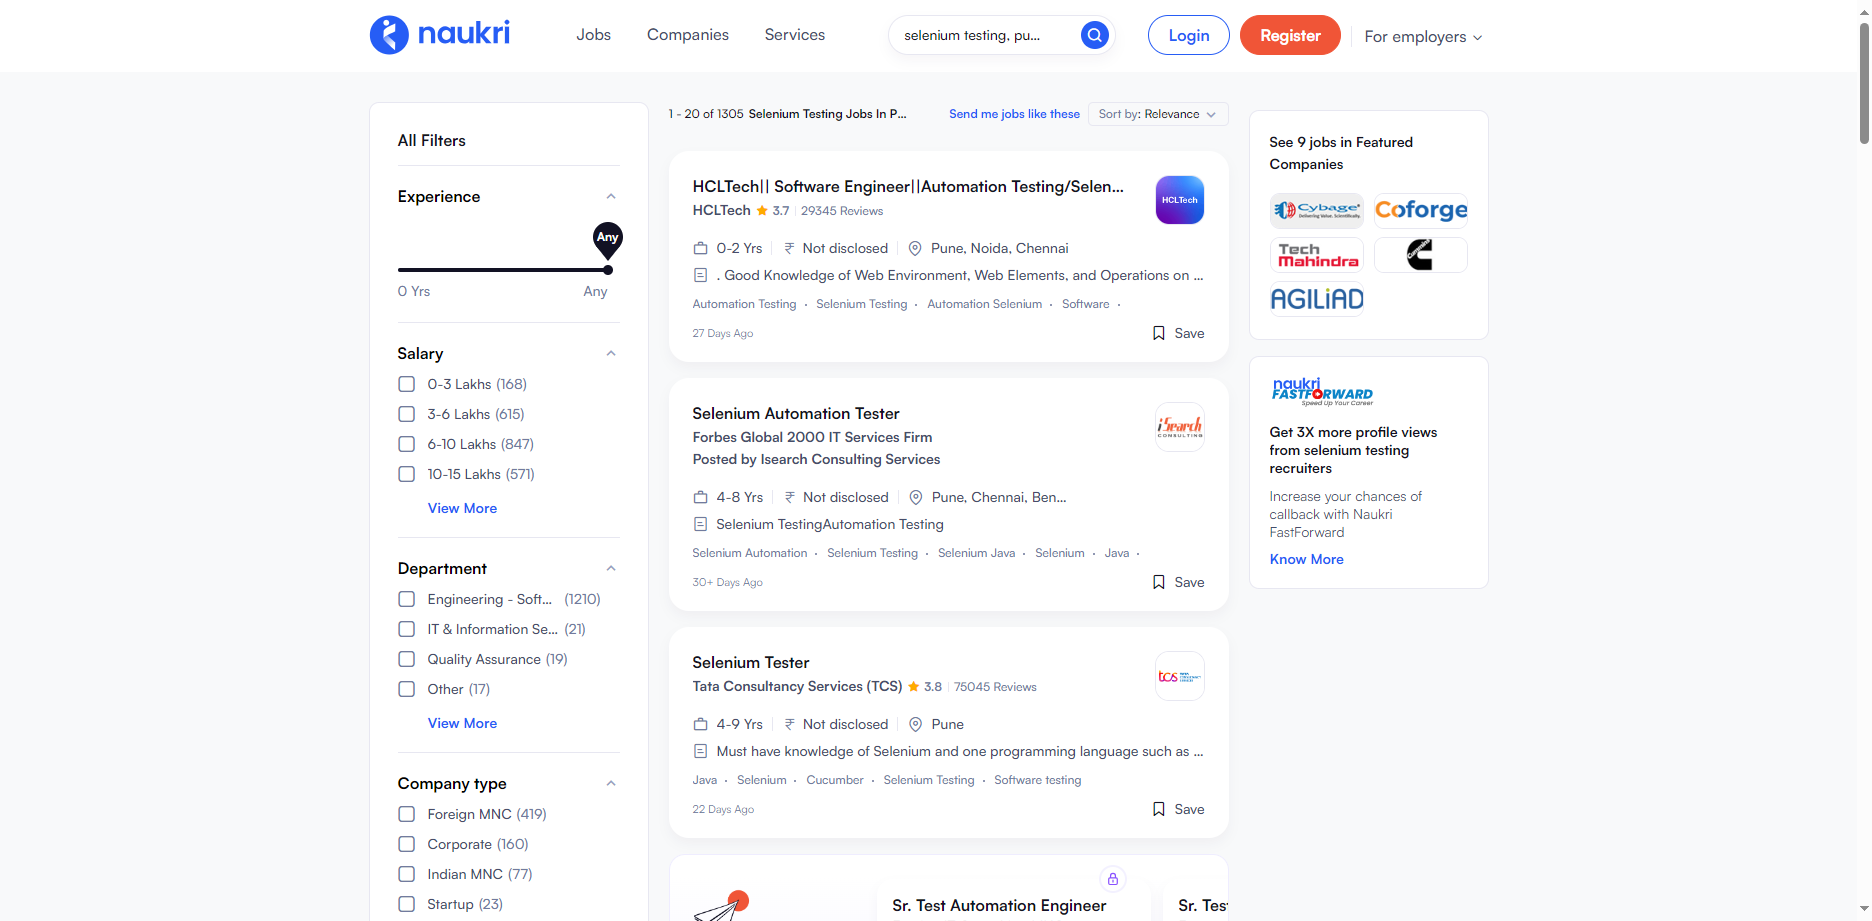 naukri
Jobs
Companies
Services
selenium testing, pu...
Login
Register
For employers
All Filters
Experience
Any
0 Yrs
Any
Salary
0-3 Lakhs (168)
3-6 Lakhs (615)
6-10 Lakhs (847)
10-15 Lakhs (571)
View More
Department
Engineering - Soft... (1210)
IT & Information Se... (21)
Quality Assurance (19)
Other (17)
View More
Company type
Foreign MNC (419)
Corporate (160)
Indian MNC (77)
Startup (23)
1 - 20 of 1305 Selenium Testing Jobs In P...
Send me jobs like these
Sort by: Relevance
HCLTech|| Software Engineer||Automation Testing/Selen...
HCLTech 3.7 29345 Reviews
HCLTech
0-2 Yrs ₹ Not disclosed Pune, Noida, Chennai
. Good Knowledge of Web Environment, Web Elements, and Operations on ...
Automation Testing · Selenium Testing · Automation Selenium · Software ·
27 Days Ago
Save
Selenium Automation Tester
Forbes Global 2000 IT Services Firm
Posted by Isearch Consulting Services
iSearch
CONSULTING
4-8 Yrs ₹ Not disclosed Pune, Chennai, Ben...
Selenium TestingAutomation Testing
Selenium Automation · Selenium Testing · Selenium Java · Selenium · Java ·
30+ Days Ago
Save
Selenium Tester
Tata Consultancy Services (TCS) 3.8 75045 Reviews
tcs
4-9 Yrs ₹ Not disclosed Pune
Must have knowledge of Selenium and one programming language such as ...
Java · Selenium · Cucumber · Selenium Testing · Software testing
22 Days Ago
Save
Sr. Test Automation Engineer
Sr. Tes
See 9 jobs in Featured
Companies
Cybage
Delivering Value. Scientifically.
Coforge
Tech
Mahindra
Cummins
AGILIAD
naukri
FASTFORWARD
Speed Up Your Career
Get 3X more profile views
from selenium testing
recruiters
Increase your chances of
callback with Naukri
FastForward
Know More